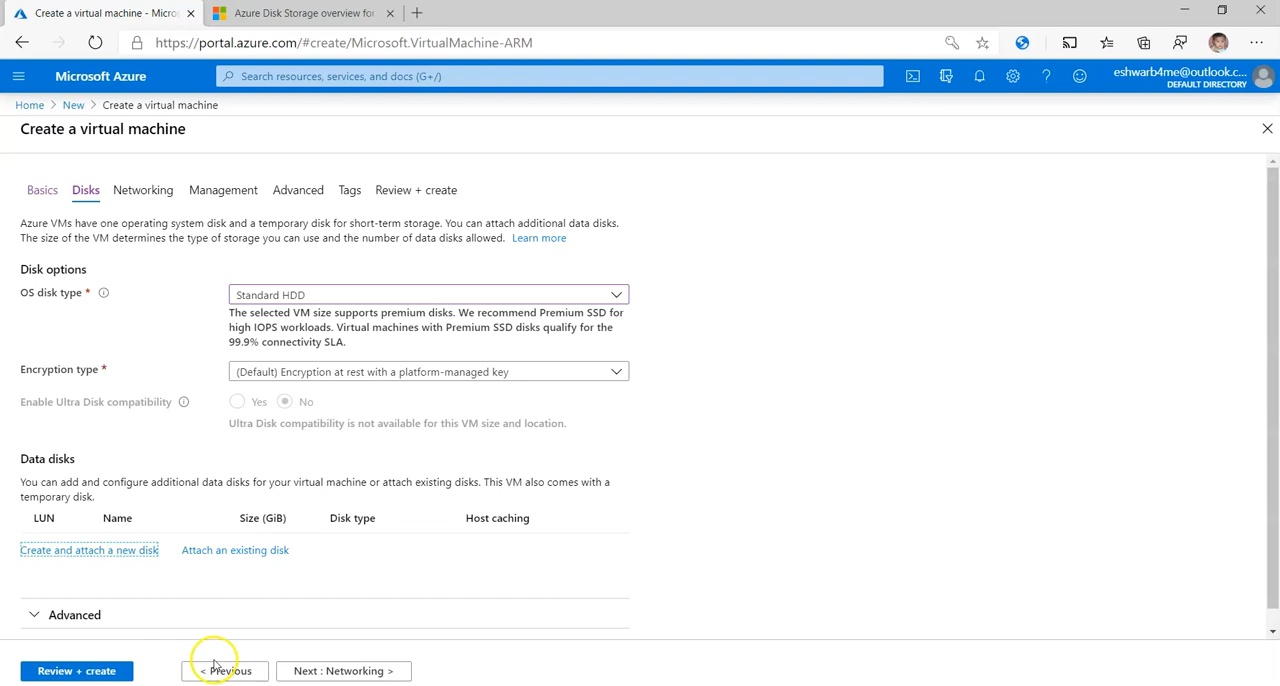 Create a virtual machine - Micros
Azure Disk Storage overview for
https://portal.azure.com/#create/Microsoft.VirtualMachine-ARM
Microsoft Azure
Search resources, services, and docs (G+/)
eshwarb4me@outlook.c...
DEFAULT DIRECTORY
Home > New > Create a virtual machine
Create a virtual machine
Basics Disks Networking Management Advanced Tags Review + create
Azure VMs have one operating system disk and a temporary disk for short-term storage. You can attach additional data disks.
The size of the VM determines the type of storage you can use and the number of data disks allowed. Learn more
Disk options
OS disk type *
Standard HDD
The selected VM size supports premium disks. We recommend Premium SSD for
high IOPS workloads. Virtual machines with Premium SSD disks qualify for the
99.9% connectivity SLA.
Encryption type *
(Default) Encryption at rest with a platform-managed key
Enable Ultra Disk compatibility
Yes No
Ultra Disk compatibility is not available for this VM size and location.
Data disks
You can add and configure additional data disks for your virtual machine or attach existing disks. This VM also comes with a
temporary disk.
LUN Name Size (GiB) Disk type Host caching
Create and attach a new disk Attach an existing disk
Advanced
Review + create < Previous Next : Networking >